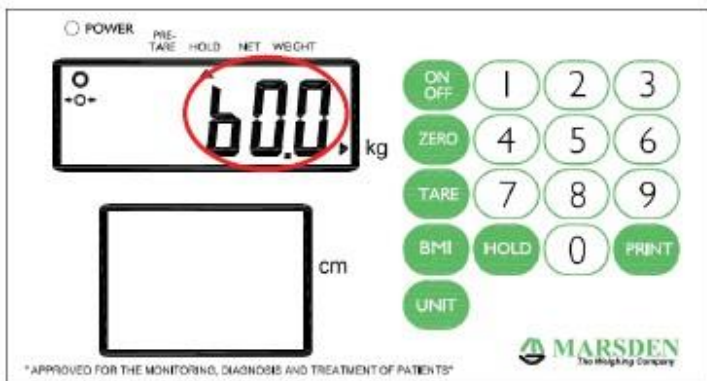 POWER
PRE-TARE HOLD NET WEIGHT
b0.0
kg
cm
ON OFF 1 2 3
ZERO 4 5 6
TARE 7 8 9
BMI HOLD 0 PRINT
UNIT
MARSDEN
The Weighing Company
"APPROVED FOR THE MONITORING, DIAGNOSIS AND TREATMENT OF PATIENTS"